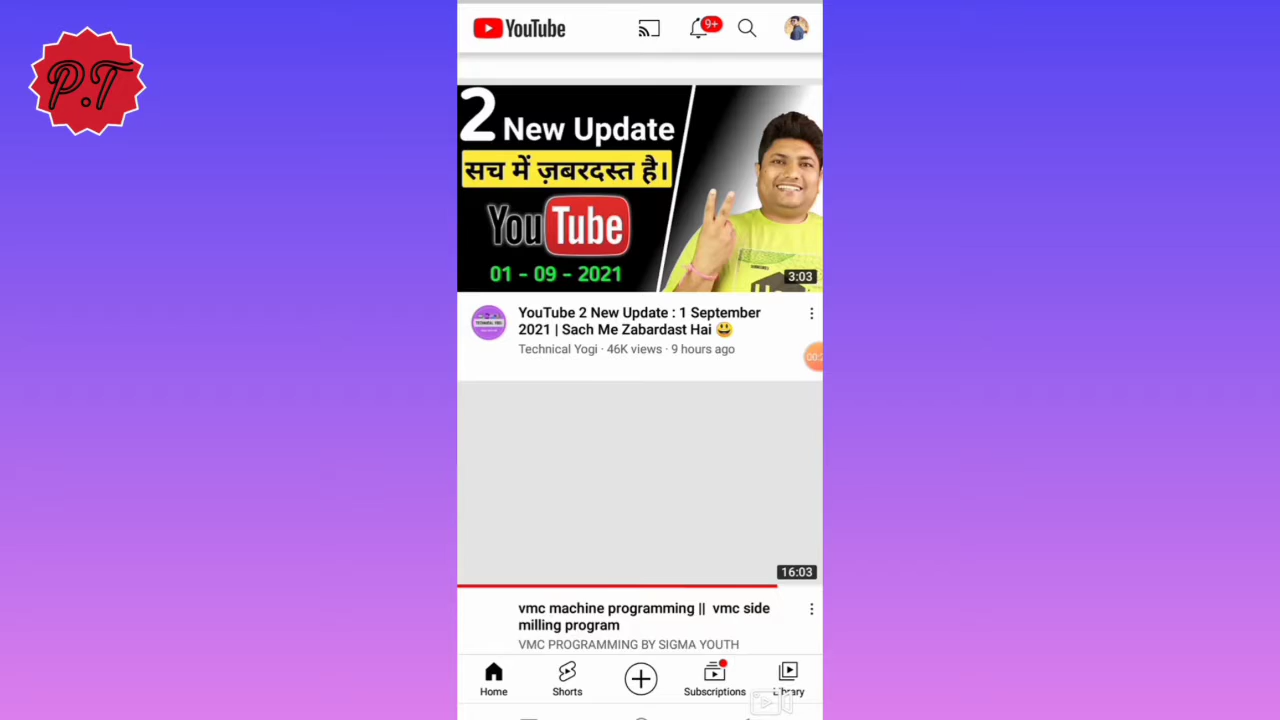 P.T
YouTube
9+
2 New Update
सच में ज़बरदस्त है।
YouTube
01 - 09 - 2021
3:03
YouTube 2 New Update : 1 September
2021 | Sach Me Zabardast Hai 😃
Technical Yogi · 46K views · 9 hours ago
16:03
vmc machine programming || vmc side
milling program
VMC PROGRAMMING BY SIGMA YOUTH
Home
Shorts
Subscriptions
Library